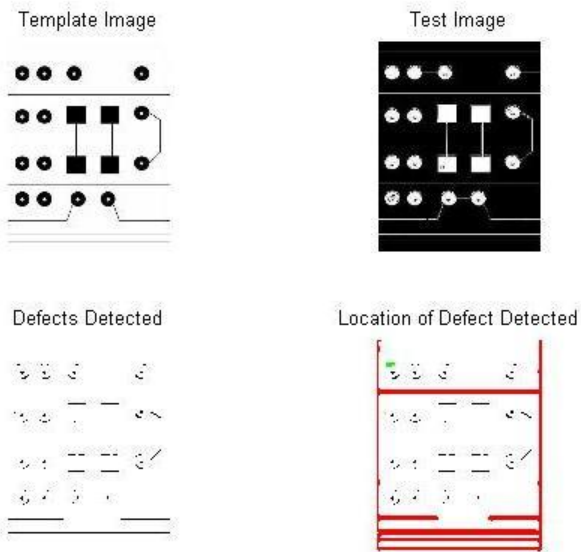 Template Image
Test Image
Defects Detected
Location of Defect Detected